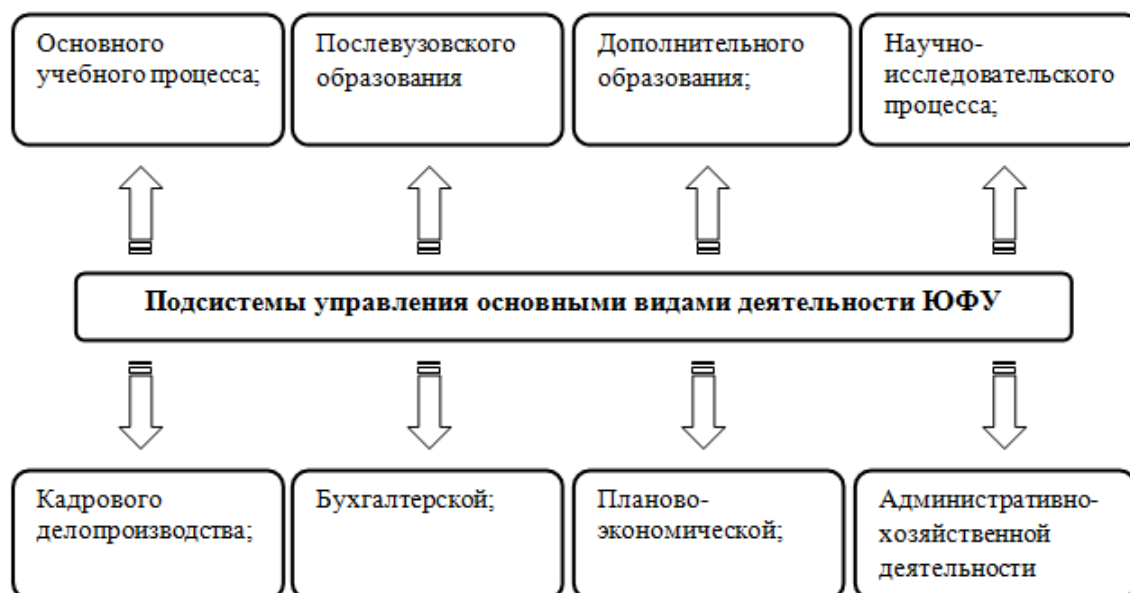 Основного
учебного процесса;
Послевузовского
образования
Дополнительного
образования;
Научно-
исследовательского
процесса;
Подсистемы управления основными видами деятельности ЮФУ
Кадрового
делопроизводства;
Бухгалтерской;
Планово-
экономической;
Административно-
хозяйственной
деятельности